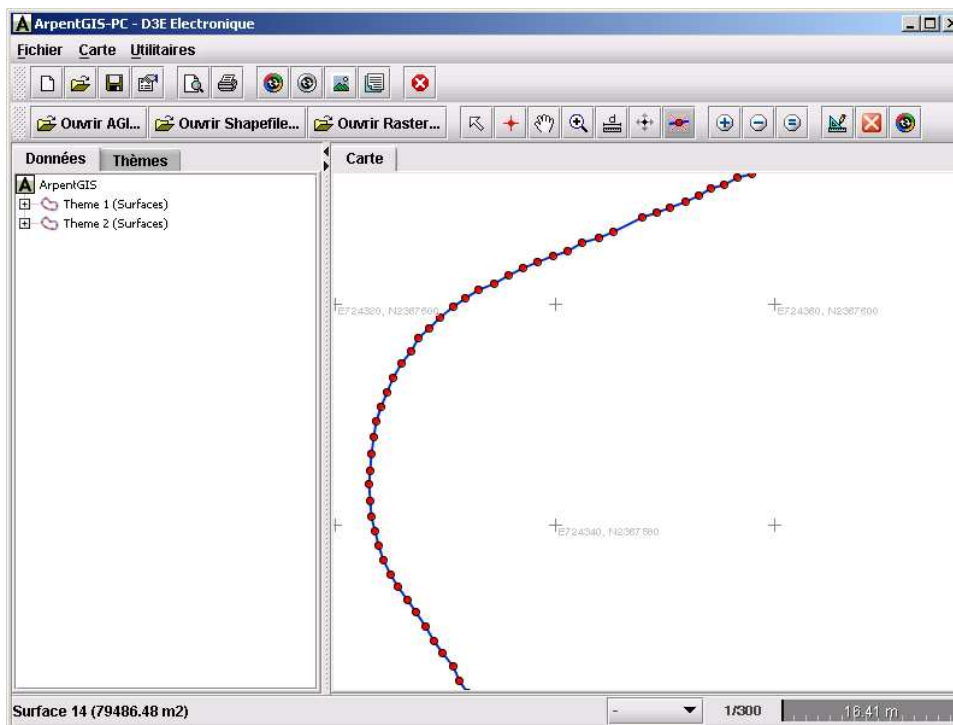 ArpentGIS-PC - D3E Electronique
Fichier Carte Utilitaires
Ouvrir AGI... Ouvrir Shapefile... Ouvrir Raster...
Données Thèmes
Carte
ArpentGIS
Theme 1 (Surfaces)
Theme 2 (Surfaces)
E724320, N2367600
E724360, N2367600
E724340, N2367580
Surface 14 (79486.48 m2)
-
1/300
16.41 m